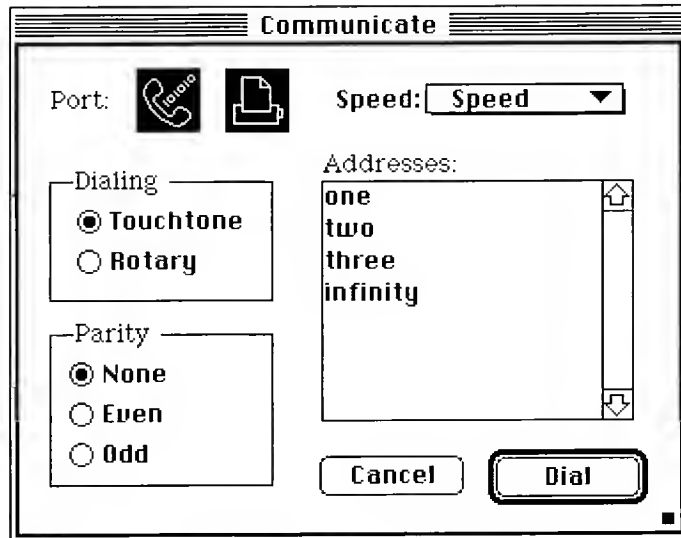 Communicate
Port:
Speed: Speed
Dialing
Touchtone
Rotary
Parity
None
Even
Odd
Addresses:
one
two
three
infinity
Cancel
Dial